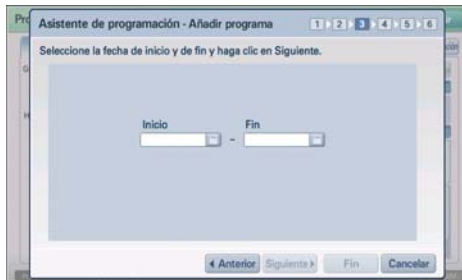 Asistente de programación - Añadir programa 1 2 3 4 5 6
Seleccione la fecha de inicio y de fin y haga clic en Siguiente.
Inicio Fin
-
Anterior Siguiente Fin Cancelar